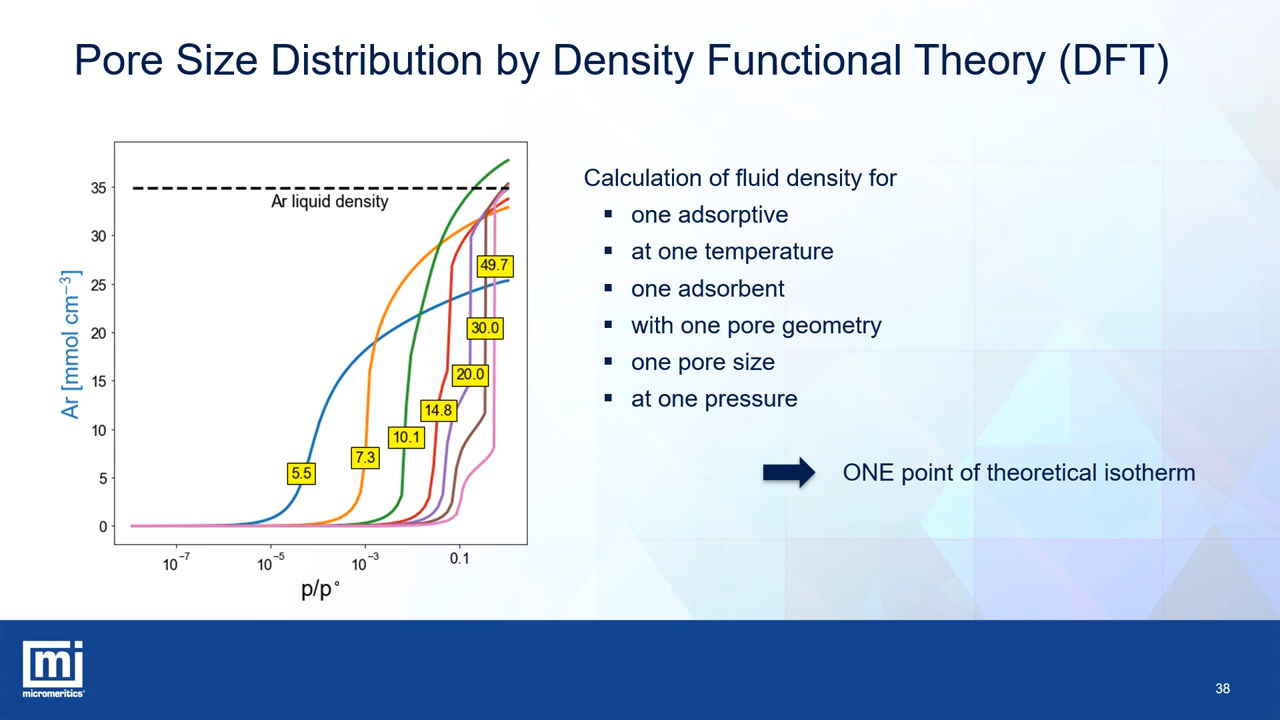 Pore Size Distribution by Density Functional Theory (DFT)
35
30
25
20
15
10
5
0
Ar [mmol cm⁻³]
Ar liquid density
49.7
30.0
20.0
14.8
10.1
7.3
5.5
10⁻⁷
10⁻⁵
10⁻³
0.1
p/p°
Calculation of fluid density for
▪ one adsorptive
▪ at one temperature
▪ one adsorbent
▪ with one pore geometry
▪ one pore size
▪ at one pressure
ONE point of theoretical isotherm
mi
micromeritics®
38